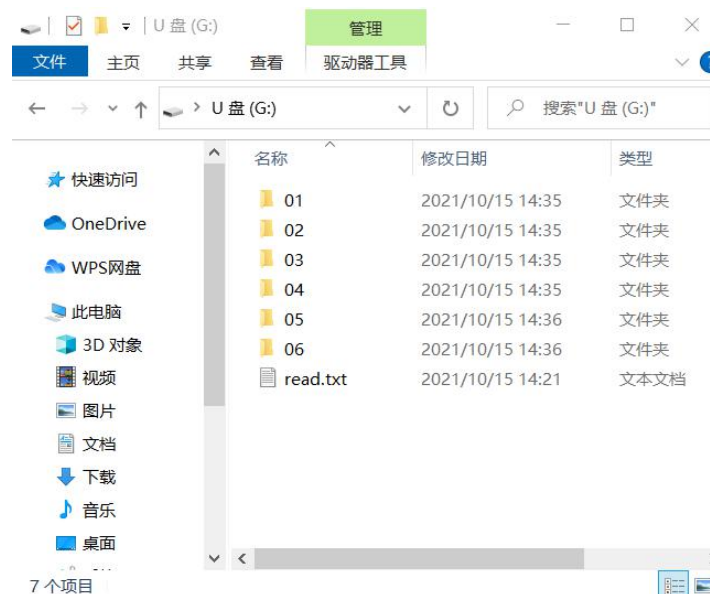 U 盘 (G:)
管理
文件 主页 共享 查看 驱动器工具
U 盘 (G:) 搜索"U 盘 (G:)"
名称 修改日期 类型
快速访问
OneDrive
WPS网盘
此电脑
3D 对象
视频
图片
文档
下载
音乐
桌面
01 2021/10/15 14:35 文件夹
02 2021/10/15 14:35 文件夹
03 2021/10/15 14:35 文件夹
04 2021/10/15 14:35 文件夹
05 2021/10/15 14:36 文件夹
06 2021/10/15 14:36 文件夹
read.txt 2021/10/15 14:21 文本文档
7 个项目